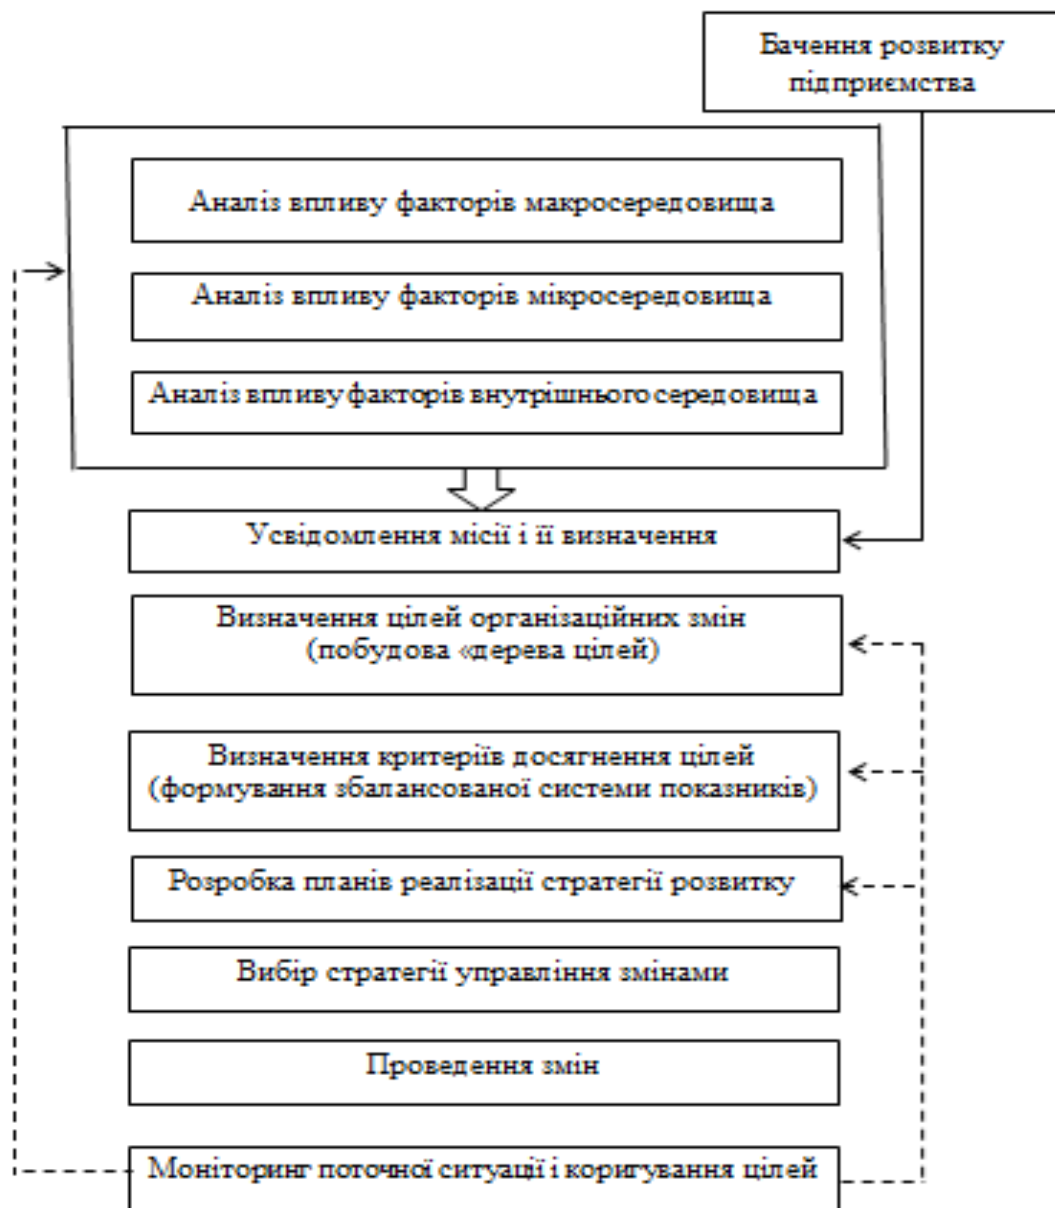 Бачення розвитку
підприємства
Аналіз впливу факторів макросередовища
Аналіз впливу факторів мікросередовища
Аналіз впливу факторів внутрішнього середовища
Усвідомлення місії і її визначення
Визначення цілей організаційних змін
(побудова «дерева цілей)
Визначення критеріїв досягнення цілей
(формування збалансованої системи показників)
Розробка планів реалізації стратегії розвитку
Вибір стратегії управління змінами
Проведення змін
Моніторинг поточної ситуації і коригування цілей